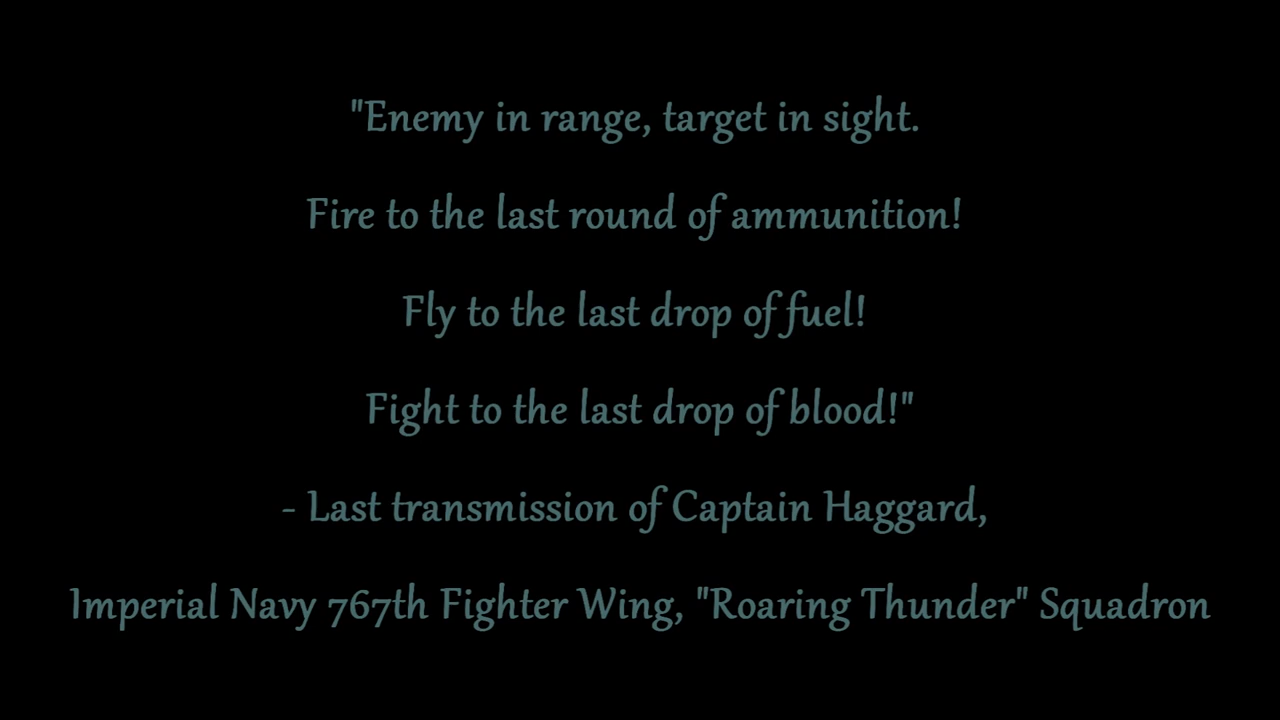 "Enemy in range, target in sight.
Fire to the last round of ammunition!
Fly to the last drop of fuel!
Fight to the last drop of blood!"
- Last transmission of Captain Haggard,
Imperial Navy 767th Fighter Wing, "Roaring Thunder" Squadron